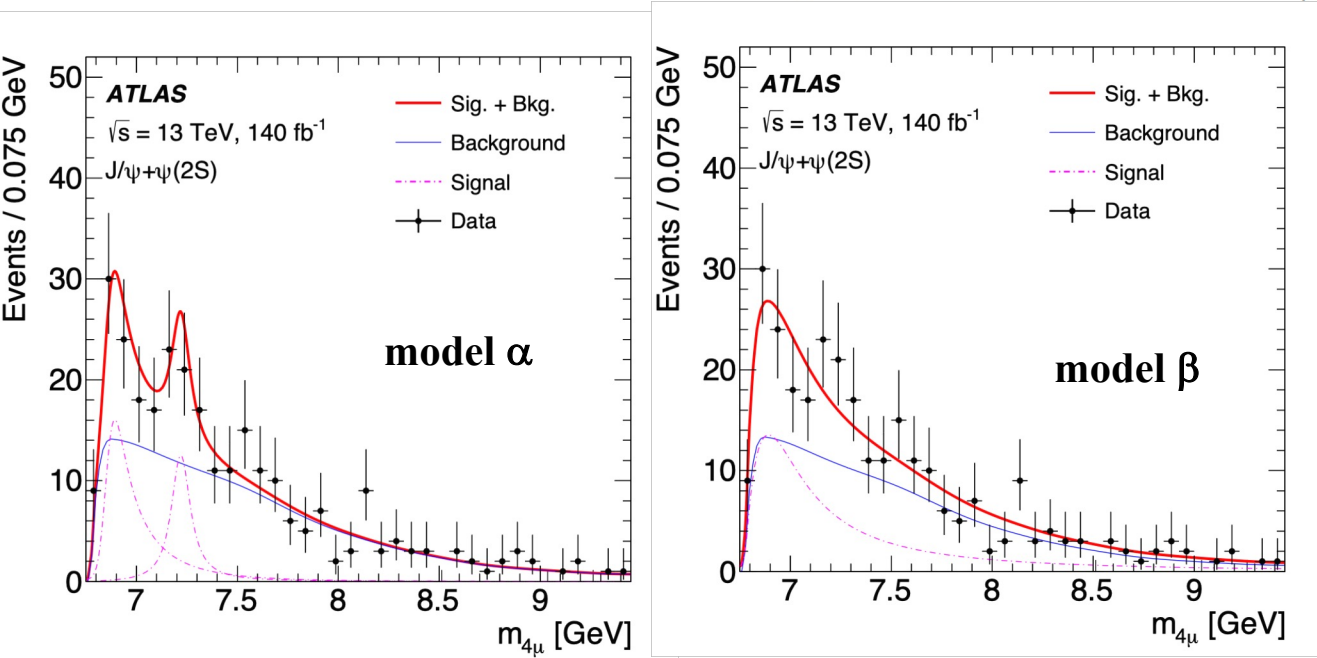 Events / 0.075 GeV
50
40
30
20
10
0
ATLAS
√s = 13 TeV, 140 fb⁻¹
J/ψ+ψ(2S)
Sig. + Bkg.
Background
Signal
Data
model α
7
7.5
8
8.5
9
m₄μ [GeV]
Events / 0.075 GeV
50
40
30
20
10
0
ATLAS
√s = 13 TeV, 140 fb⁻¹
J/ψ+ψ(2S)
Sig. + Bkg.
Background
Signal
Data
model β
7
7.5
8
8.5
9
m₄μ [GeV]